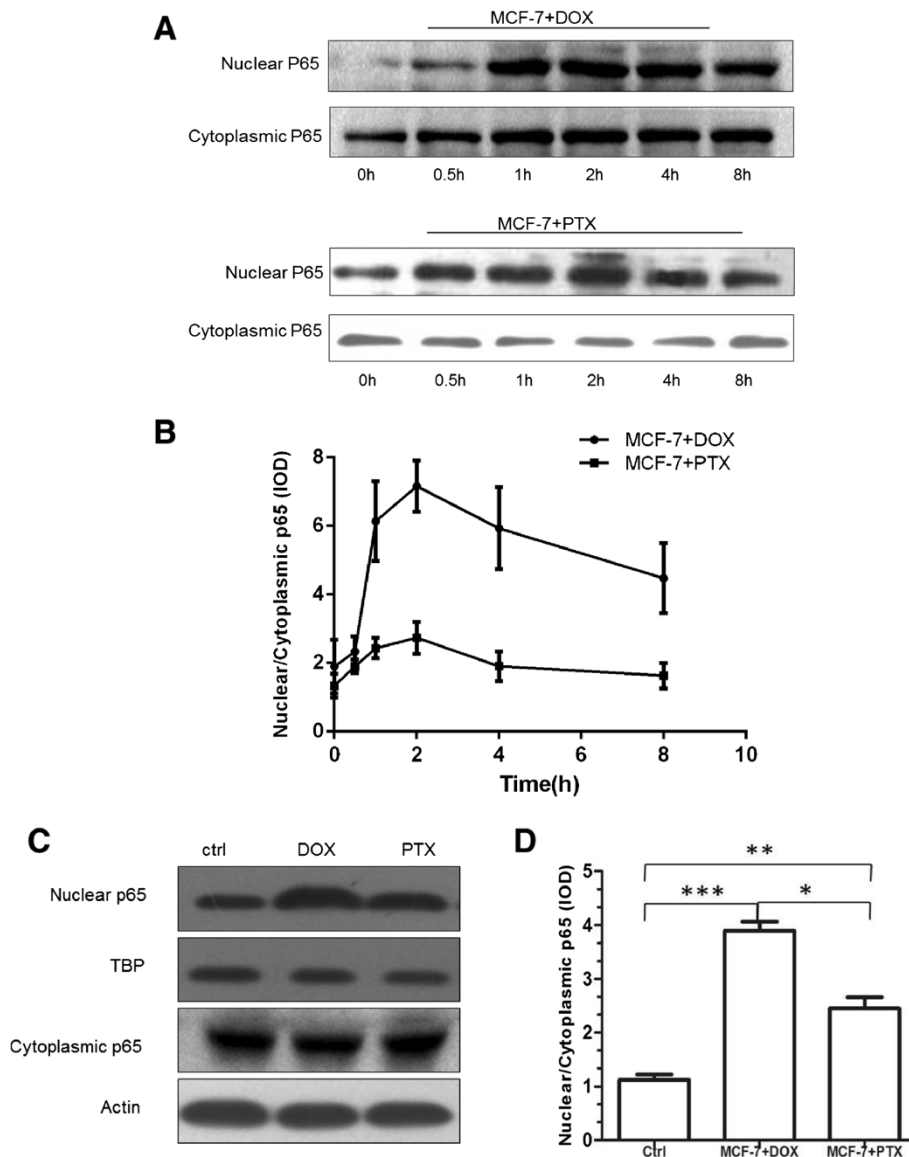 A
MCF-7+DOX
Nuclear P65
Cytoplasmic P65
0h 0.5h 1h 2h 4h 8h
MCF-7+PTX
Nuclear P65
Cytoplasmic P65
0h 0.5h 1h 2h 4h 8h
B
MCF-7+DOX
MCF-7+PTX
Nuclear/Cytoplasmic p65 (IOD)
8
6
4
2
0
0 2 4 6 8 10
Time(h)
C
ctrl DOX PTX
Nuclear p65
TBP
Cytoplasmic p65
Actin
D
Nuclear/Cytoplasmic p65 (IOD)
5
4
3
2
1
0
**
*** *
Ctrl MCF-7+DOX MCF-7+PTX